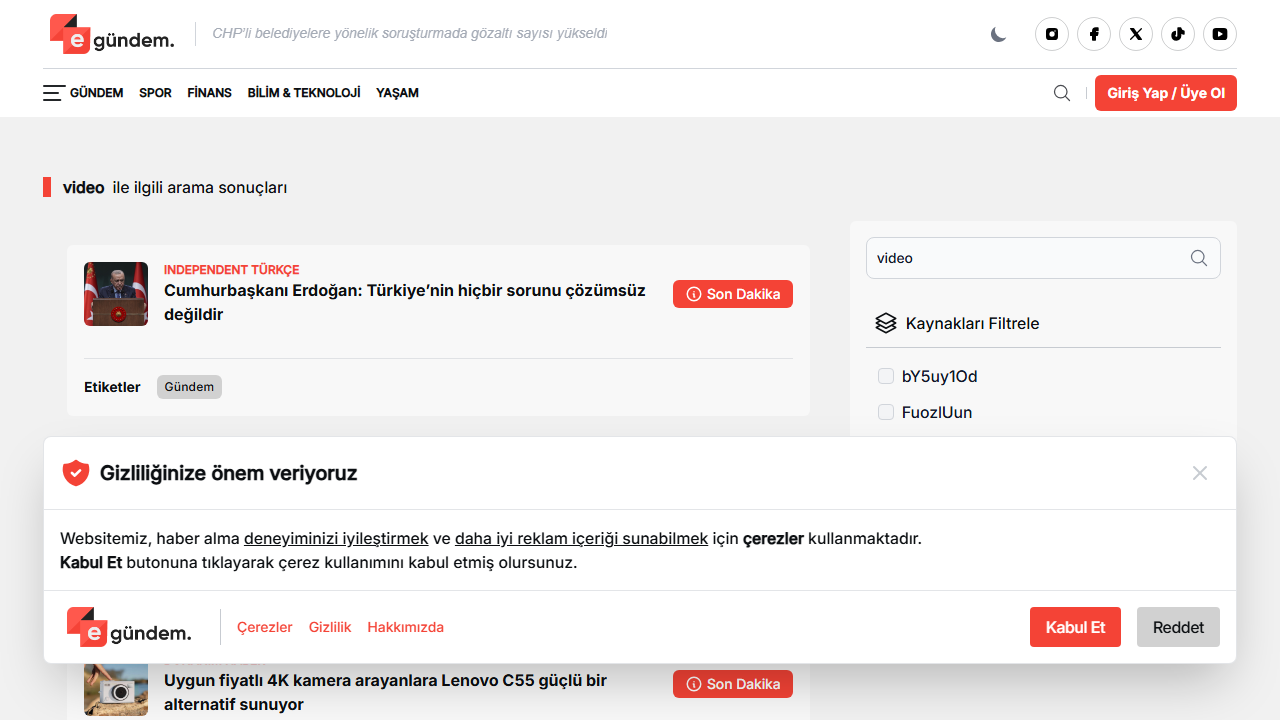 e gündem.
CHP'li belediyelere yönelik soruşturmada gözaltı sayısı yükseldi
GÜNDEM SPOR FİNANS BİLİM & TEKNOLOJİ YAŞAM
Giriş Yap / Üye Ol
video ile ilgili arama sonuçları
INDEPENDENT TÜRKÇE
Cumhurbaşkanı Erdoğan: Türkiye’nin hiçbir sorunu çözümsüz
değildir
Son Dakika
Etiketler Gündem
video
Kaynakları Filtrele
bY5uy1Od
FuozlUun
Gizliliğinize önem veriyoruz
Websitemiz, haber alma deneyiminizi iyileştirmek ve daha iyi reklam içeriği sunabilmek için çerezler kullanmaktadır.
Kabul Et butonuna tıklayarak çerez kullanımını kabul etmiş olursunuz.
e gündem.
Çerezler Gizlilik Hakkımızda
Kabul Et Reddet
Uygun fiyatlı 4K kamera arayanlara Lenovo C55 güçlü bir
alternatif sunuyor
Son Dakika